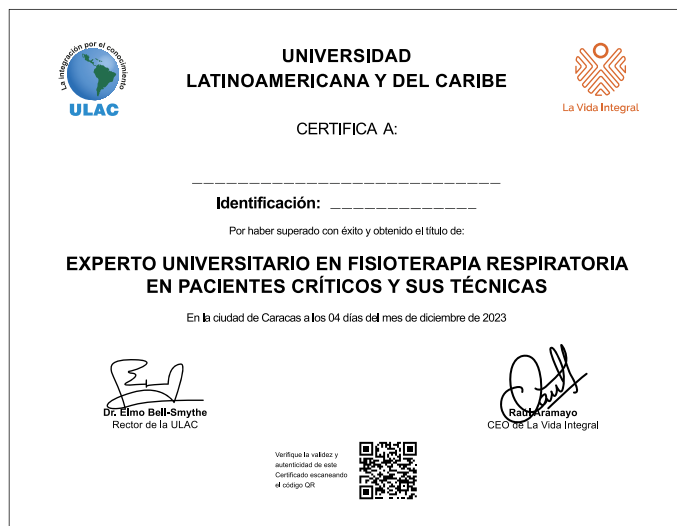 La integración por el conocimiento
ULAC
UNIVERSIDAD
LATINOAMERICANA Y DEL CARIBE
La Vida Integral
CERTIFICA A:
Identificación:
Por haber superado con éxito y obtenido el título de:
EXPERTO UNIVERSITARIO EN FISIOTERAPIA RESPIRATORIA
EN PACIENTES CRÍTICOS Y SUS TÉCNICAS
En la ciudad de Caracas a los 04 días del mes de diciembre de 2023
Dr. Elmo Bell-Smythe
Rector de la ULAC
Raul Aramayo
CEO de La Vida Integral
Verifique la validez y
autenticidad de este
Certificado escaneando
el código QR